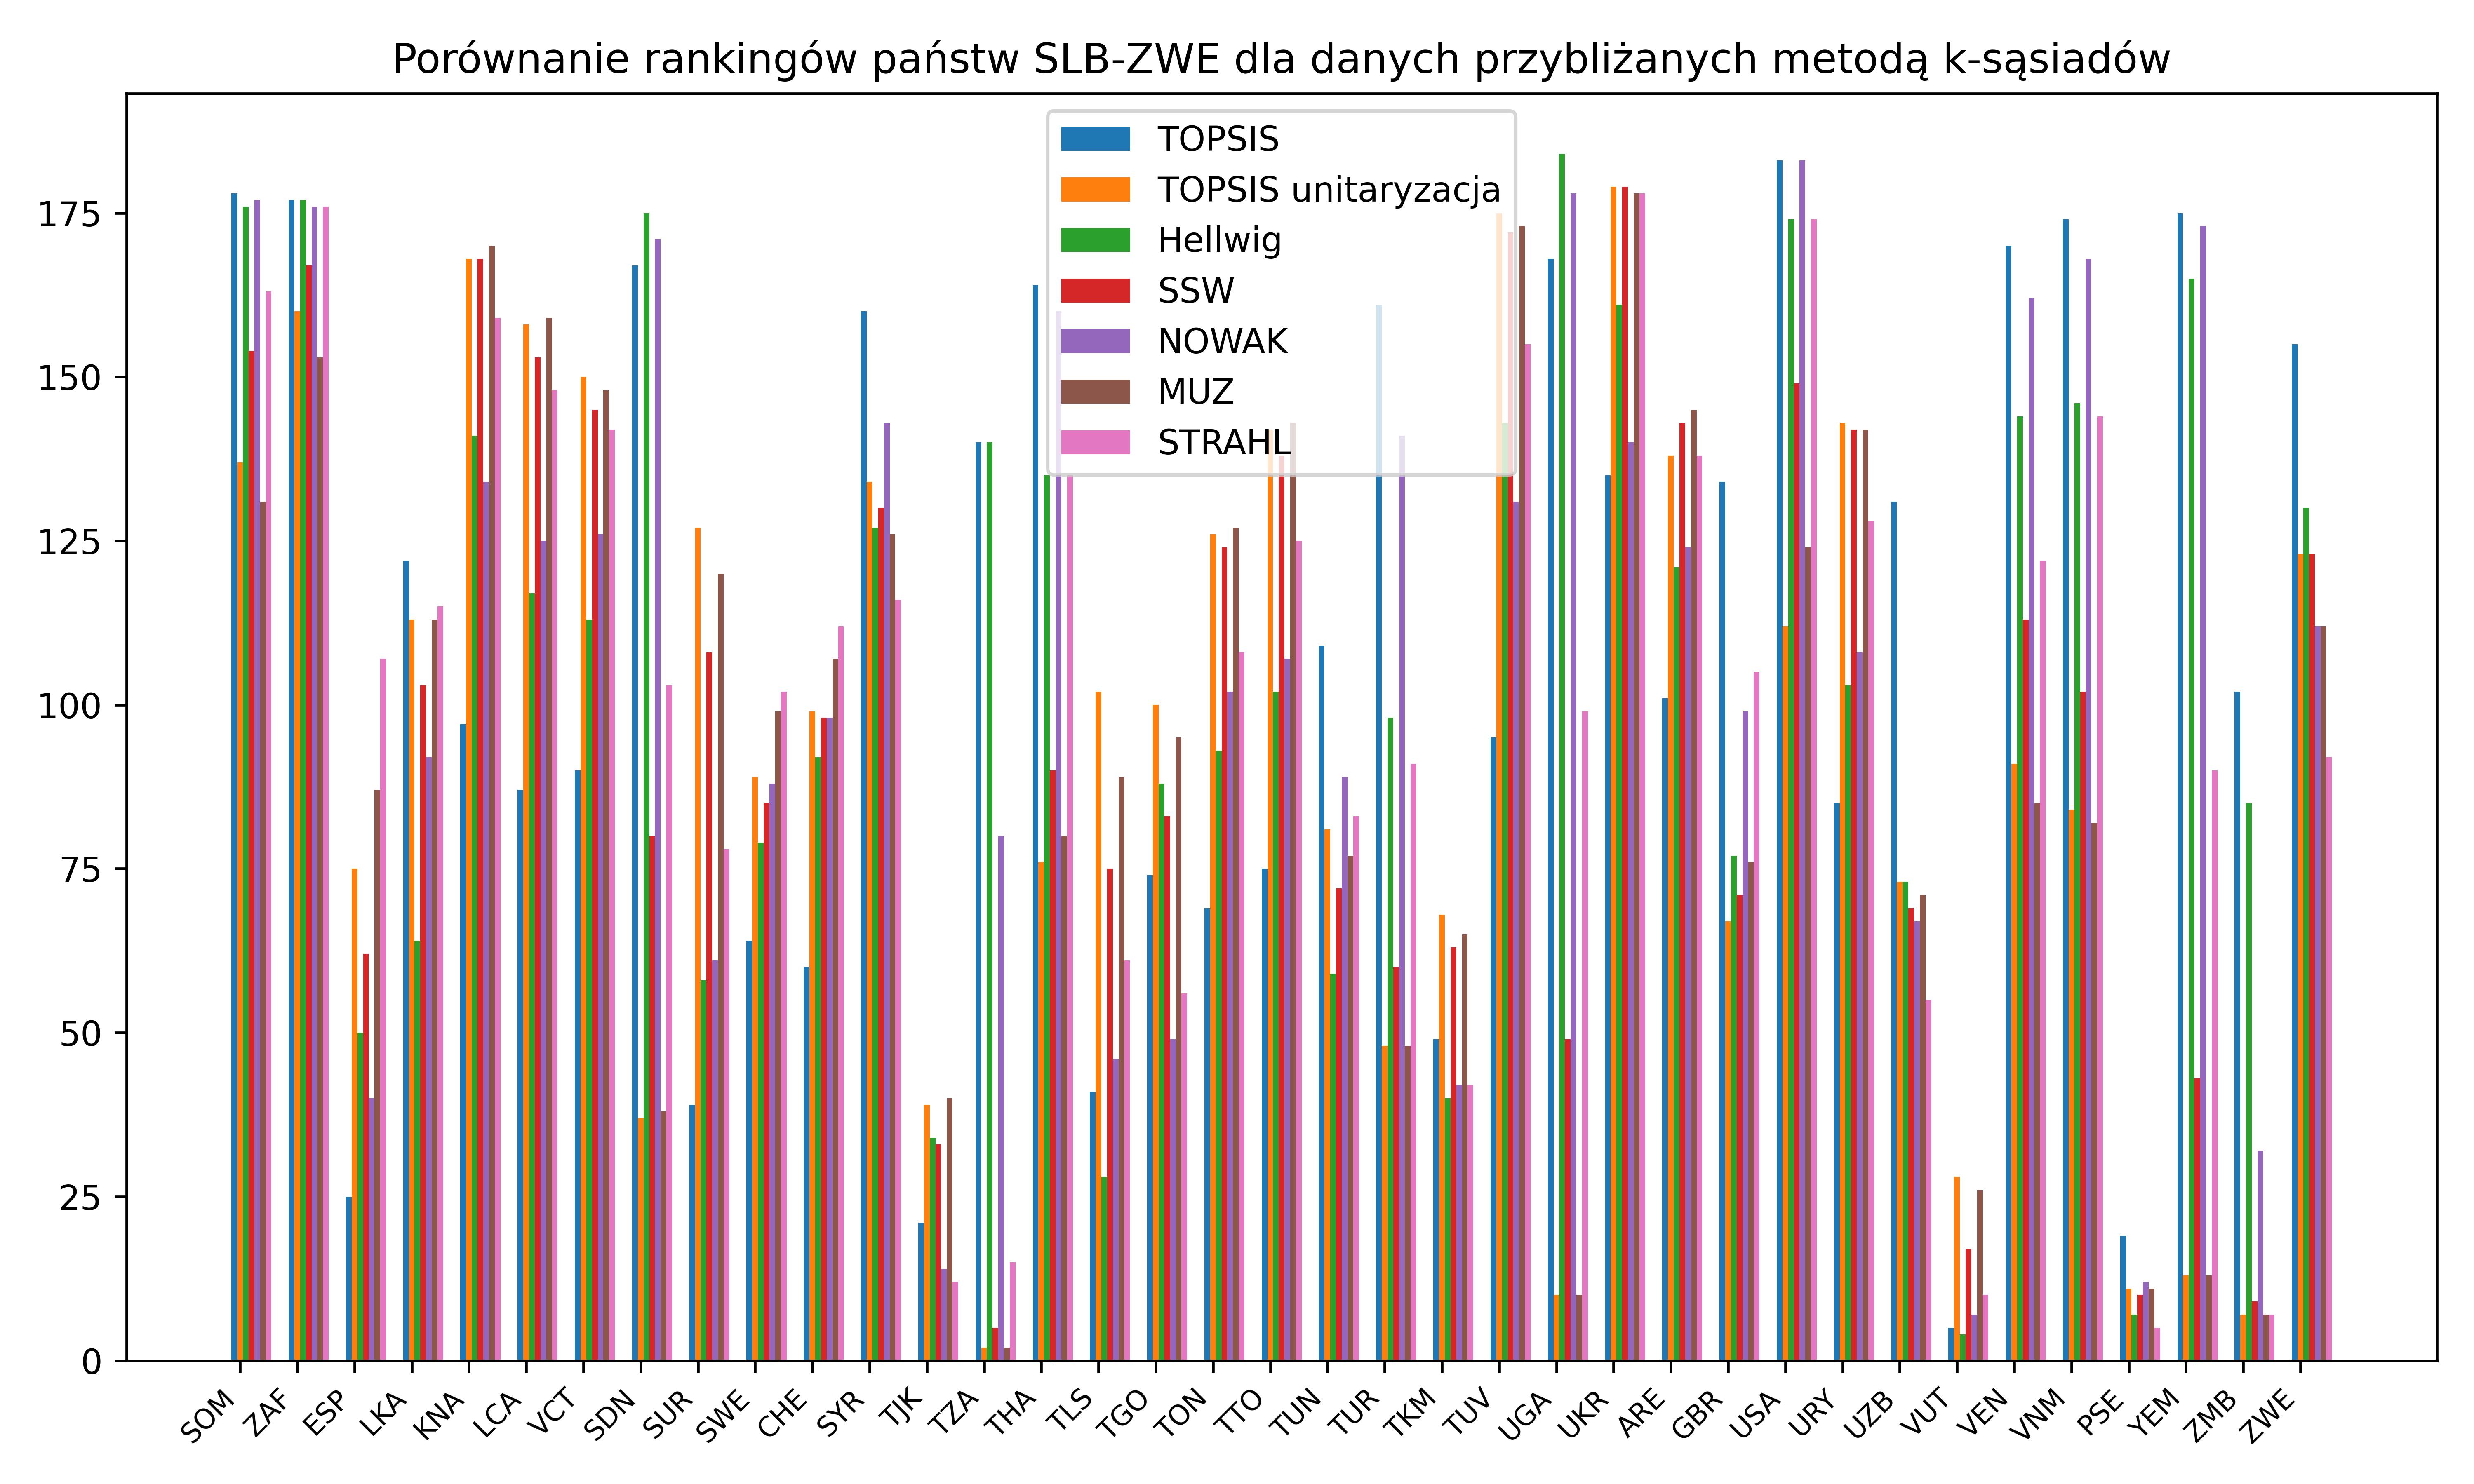 Porównanie rankingów państw SLB-ZWE dla danych przybliżanych metodą k-sąsiadów
TOPSIS
TOPSIS unitaryzacja
Hellwig
SSW
NOWAK
MUZ
STRAHL
175
150
125
100
75
50
25
0
SOM
ZAF
ESP
LKA
KNA
LCA
VCT
SDN
SUR
SWE
CHE
SYR
TJK
TZA
THA
TLS
TGO
TON
TTO
TUN
TUR
TKM
TUV
UGA
UKR
ARE
GBR
USA
URY
UZB
VUT
VEN
VNM
PSE
YEM
ZMB
ZWE